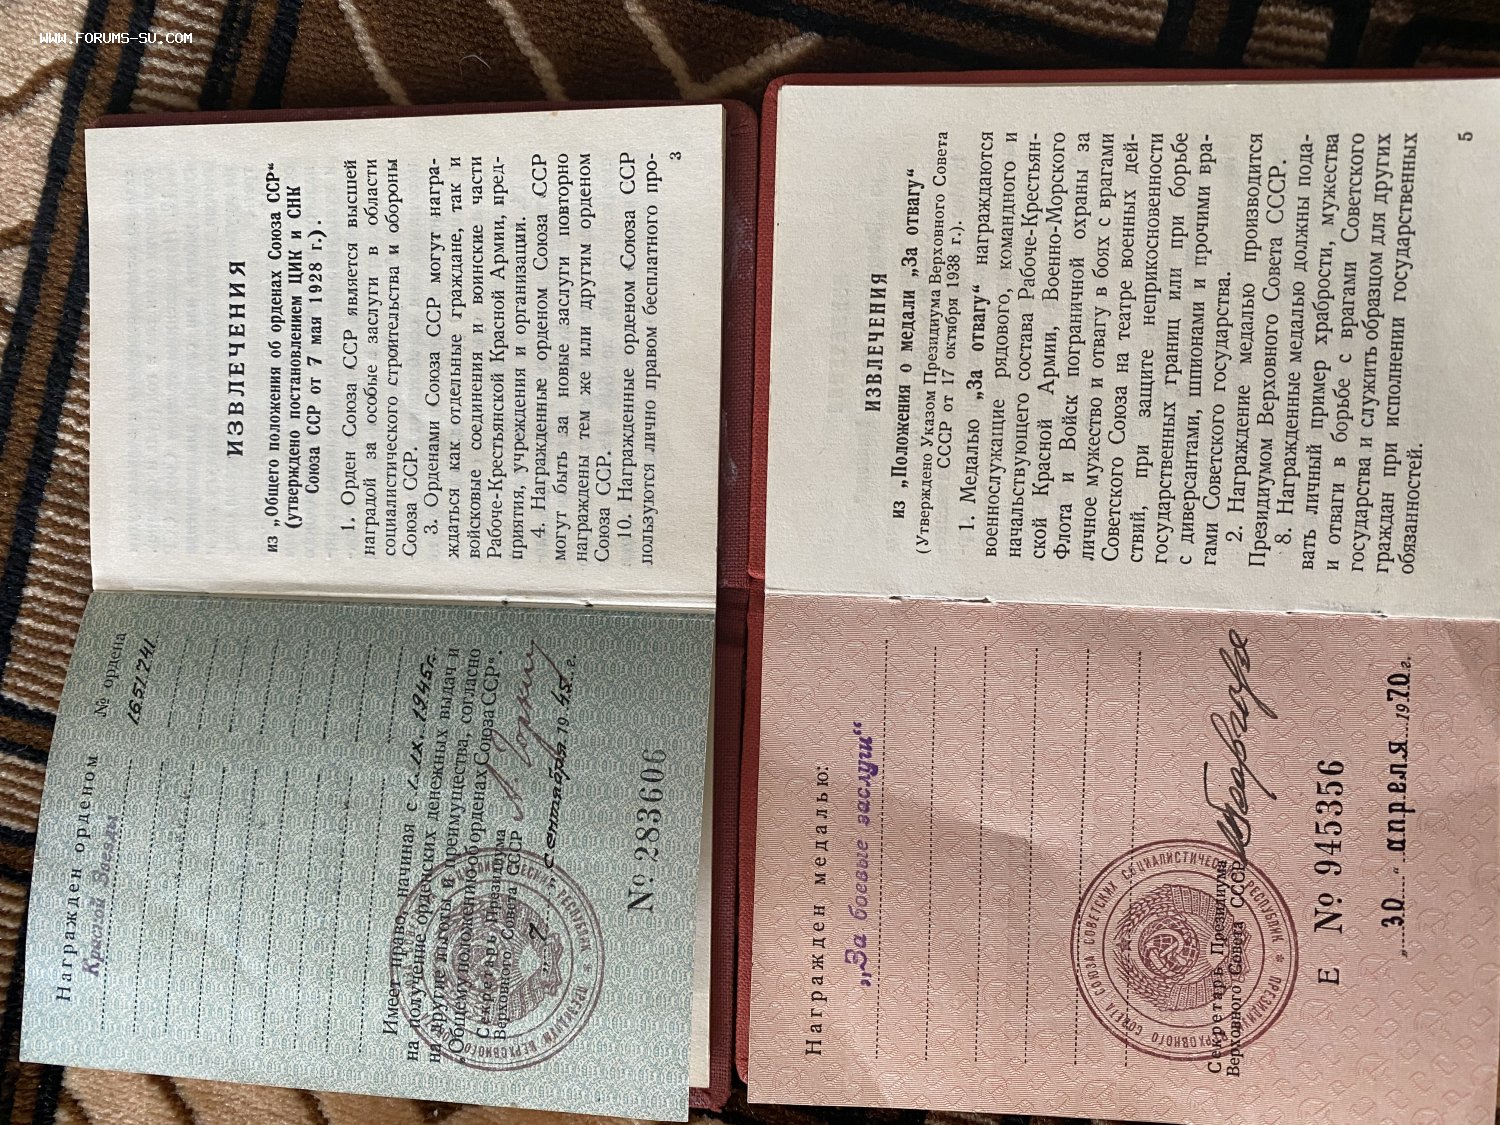 WWW.FORUMS-SU.COM
Награжден орденом
№ ордена
Красной Звезды
1651241
Имеет право, начиная с 1.IX.1945г.
на получение орденских денежных выдач и
на другие льготы и преимущества, согласно
„Общему положению об орденах Союза ССР“.
Секретарь Президиума
Верховного Совета ССССР
„7“ сентября 1945 г.
№ 283606
ИЗВЛЕЧЕНИЯ
из „Общего положения об орденах Союза ССР“
(утверждено постановлением ЦИК и СНК
Союза ССР от 7 мая 1928 г.).
1. Орден Союза ССР является высшей
наградой за особые заслуги в области
социалистического строительства и обороны
Союза ССР.
3. Орденами Союза ССР могут награ-
ждаться как отдельные граждане, так и
войсковые соединения и воинские части
Рабоче-Крестьянской Красной Армии, пред-
приятия, учреждения и организации.
4. Награжденные орденом Союза ССР
могут быть за новые заслуги повторно
награждены тем же или другим орденом
Союза ССР.
10. Награжденные орденом Союза ССР
пользуются лично правом бесплатного про-
3
Награжден медалью:
„За боевые заслуги“
ПРЕЗИДИУМ ВЕРХОВНОГО СОВЕТА СОЮЗА СОВЕТСКИХ СОЦИАЛИСТИЧЕСКИХ РЕСПУБЛИК
Секретарь Президиума
Верховного Совета СССР
Е № 945356
„30“ апреля 1970 г.
ИЗВЛЕЧЕНИЯ
из „Положения о медали „За отвагу“
(Утверждено Указом Президиума Верховного Совета
СССР от 17 октября 1938 г.).
1. Медалью „За отвагу“ награждаются
военнослужащие рядового, командного и
начальствующего состава Рабоче-Крестьян-
ской Красной Армии, Военно-Морского
Флота и Войск пограничной охраны за
личное мужество и отвагу в боях с врагами
Советского Союза на театре военных дей-
ствий, при защите неприкосновенности
государственных границ или при борьбе
с диверсантами, шпионами и прочими вра-
гами Советского государства.
2. Награждение медалью производится
Президиумом Верховного Совета СССР.
8. Награжденные медалью должны пода-
вать личный пример храбрости, мужества
и отваги в борьбе с врагами Советского
государства и служить образцом для других
граждан при исполнении государственных
обязанностей.
5